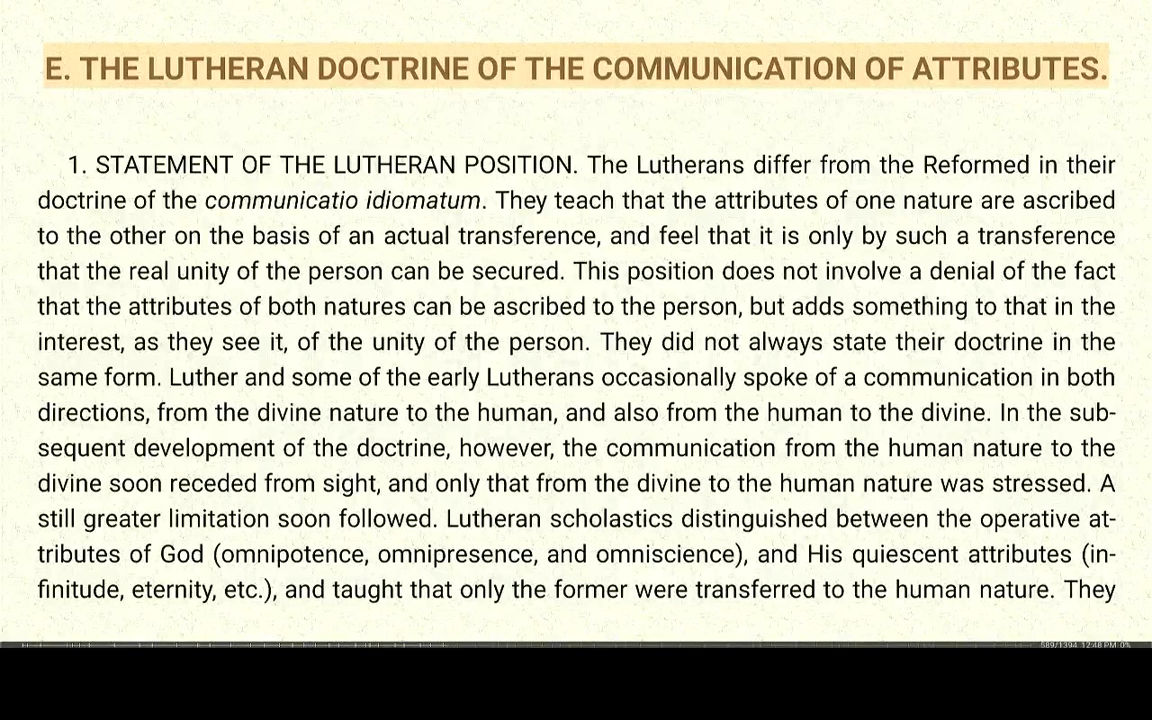 E. THE LUTHERAN DOCTRINE OF THE COMMUNICATION OF ATTRIBUTES.
1. STATEMENT OF THE LUTHERAN POSITION. The Lutherans differ from the Reformed in their
doctrine of the communicatio idiomatum. They teach that the attributes of one nature are ascribed
to the other on the basis of an actual transference, and feel that it is only by such a transference
that the real unity of the person can be secured. This position does not involve a denial of the fact
that the attributes of both natures can be ascribed to the person, but adds something to that in the
interest, as they see it, of the unity of the person. They did not always state their doctrine in the
same form. Luther and some of the early Lutherans occasionally spoke of a communication in both
directions, from the divine nature to the human, and also from the human to the divine. In the sub-
sequent development of the doctrine, however, the communication from the human nature to the
divine soon receded from sight, and only that from the divine to the human nature was stressed. A
still greater limitation soon followed. Lutheran scholastics distinguished between the operative at-
tributes of God (omnipotence, omnipresence, and omniscience), and His quiescent attributes (in-
finitude, eternity, etc.), and taught that only the former were transferred to the human nature. They
589/1394 12:48 PM 0%